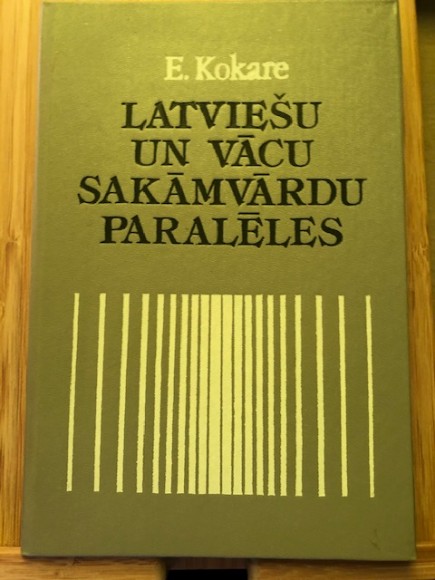 E. Kokare
LATVIEŠU
UN VĀCU
SAKĀMVĀRDU
PARALĒLES